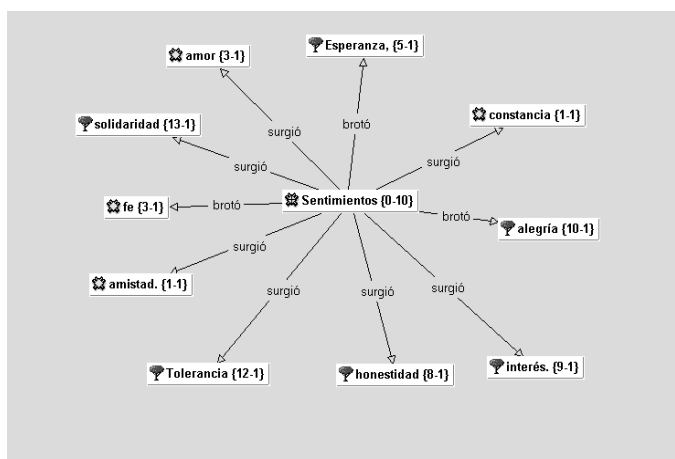 Esperanza, {5-1}
amor {3-1}
brotó
surgió
constancia {1-1}
solidaridad {13-1}
surgió
surgió
Sentimientos {0-10}
fe {3-1}
brotó
brotó
alegría {10-1}
surgió
amistad. {1-1}
surgió
surgió
surgió
Tolerancia {12-1}
honestidad {8-1}
interés. {9-1}